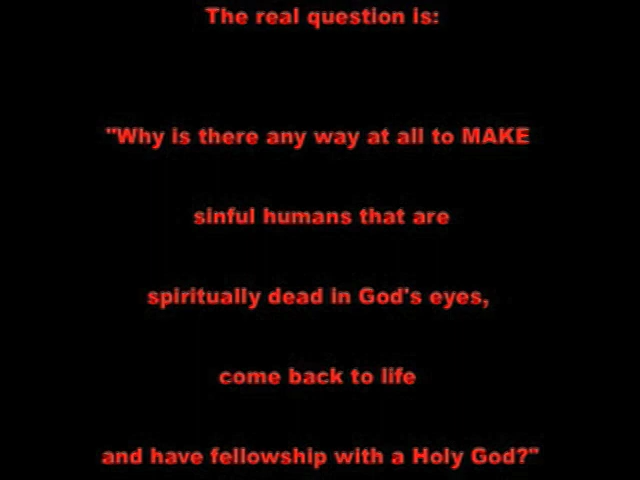 The real question is:
"Why is there any way at all to MAKE
sinful humans that are
spiritually dead in God's eyes,
come back to life
and have fellowship with a Holy God?"